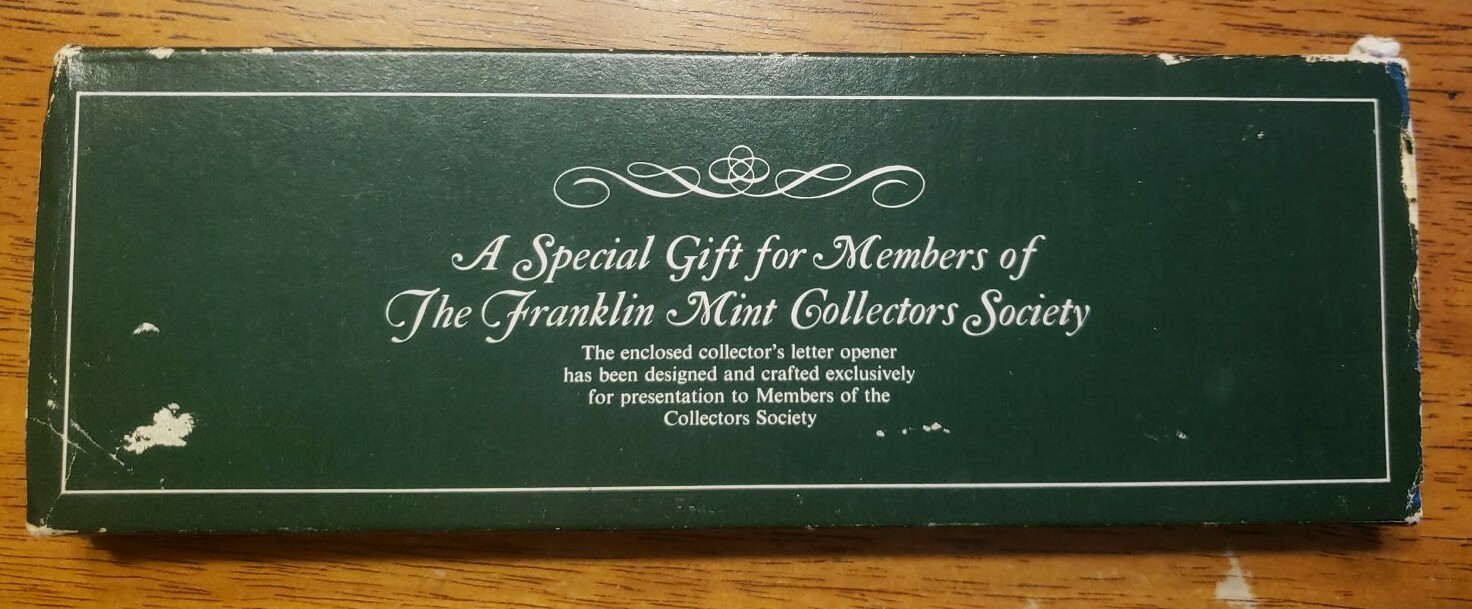 A Special Gift for Members of
The Franklin Mint Collectors Society
The enclosed collector's letter opener
has been designed and crafted exclusively
for presentation to Members of the
Collectors Society